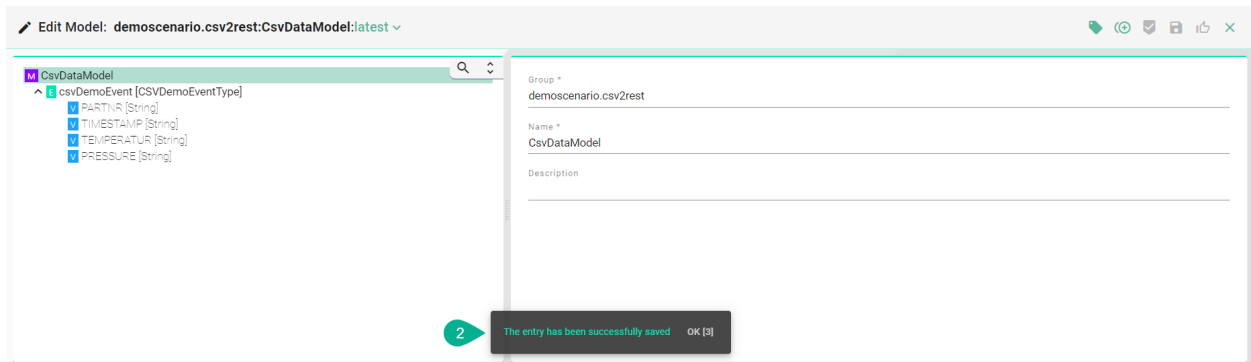 Edit Model: demoscenario.csv2rest:CsvDataModel:latest
M CsvDataModel
E csvDemoEvent [CSVDemoEventType]
V PARTNR [String]
V TIMESTAMP [String]
V TEMPERATUR [String]
V PRESSURE [String]
Group *
demoscenario.csv2rest
Name *
CsvDataModel
Description
2
The entry has been successfully saved OK [3]